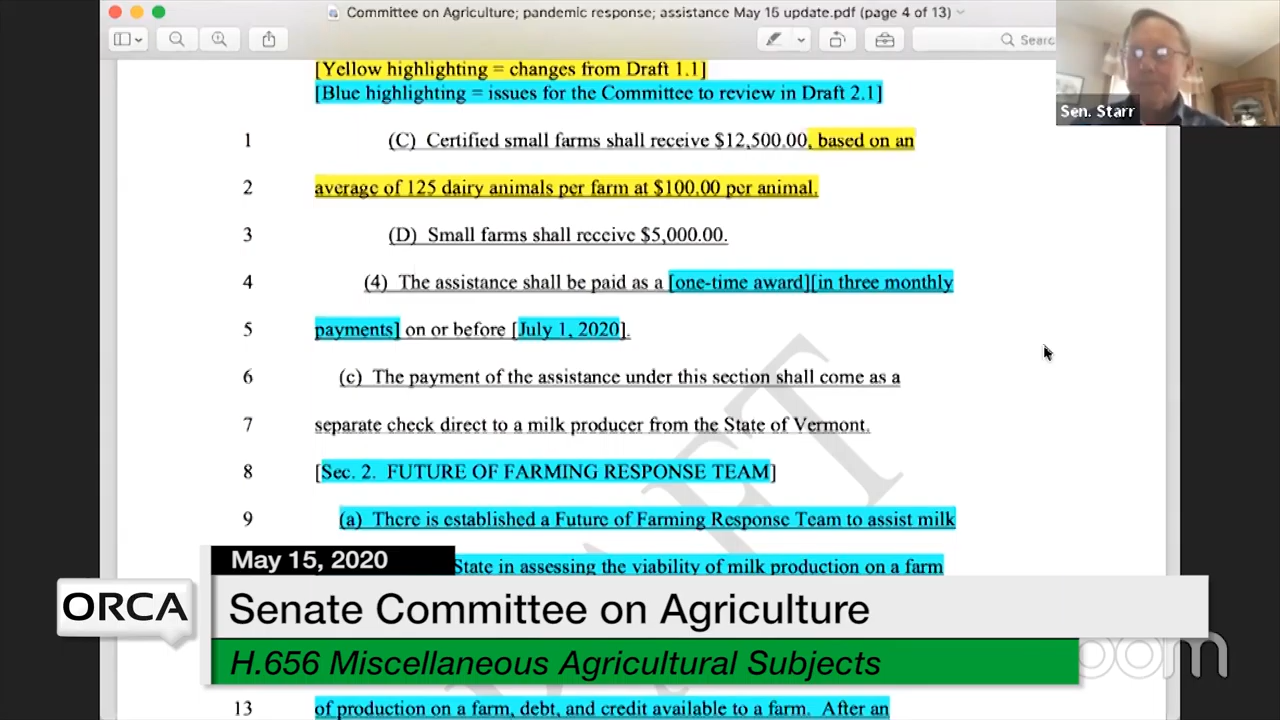 Committee on Agriculture; pandemic response; assistance May 15 update.pdf (page 4 of 13)
Searc
Sen. Starr
[Yellow highlighting = changes from Draft 1.1]
[Blue highlighting = issues for the Committee to review in Draft 2.1]
1 (C) Certified small farms shall receive $12,500.00, based on an
2 average of 125 dairy animals per farm at $100.00 per animal.
3 (D) Small farms shall receive $5,000.00.
4 (4) The assistance shall be paid as a [one-time award][in three monthly
5 payments] on or before [July 1, 2020].
6 (c) The payment of the assistance under this section shall come as a
7 separate check direct to a milk producer from the State of Vermont.
8 [Sec. 2. FUTURE OF FARMING RESPONSE TEAM]
9 (a) There is established a Future of Farming Response Team to assist milk
State in assessing the viability of milk production on a farm
May 15, 2020
ORCA
Senate Committee on Agriculture
H.656 Miscellaneous Agricultural Subjects
oom
13 of production on a farm, debt, and credit available to a farm. After an
DRAFT